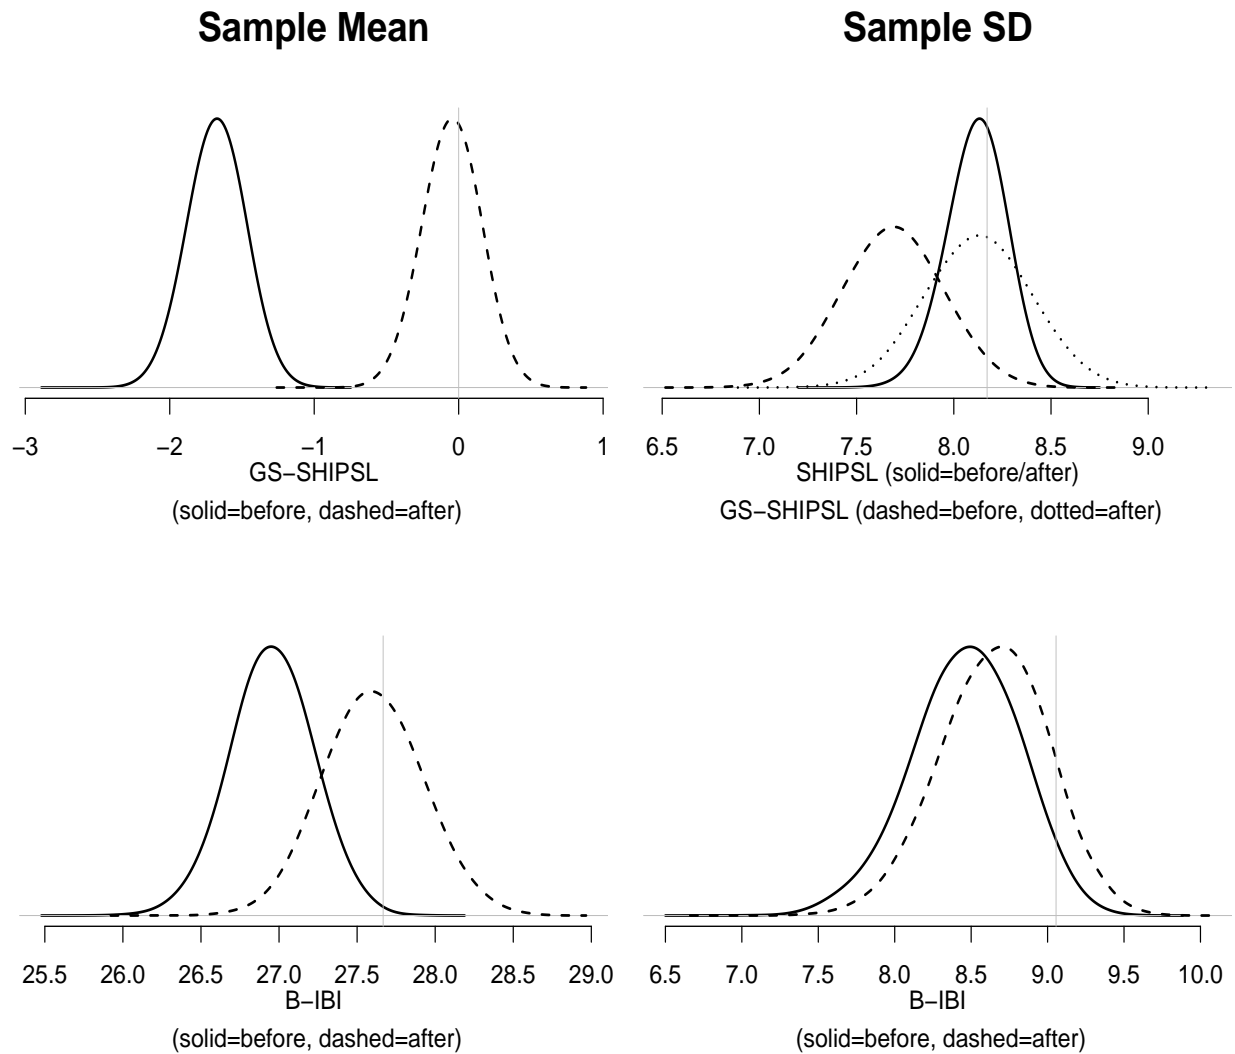 Sample Mean
Sample SD
−3 −2 −1 0 1
GS−SHIPSL
(solid=before, dashed=after)
6.5 7.0 7.5 8.0 8.5 9.0
SHIPSL (solid=before/after)
GS−SHIPSL (dashed=before, dotted=after)
25.5 26.0 26.5 27.0 27.5 28.0 28.5 29.0
B−IBI
(solid=before, dashed=after)
6.5 7.0 7.5 8.0 8.5 9.0 9.5 10.0
B−IBI
(solid=before, dashed=after)